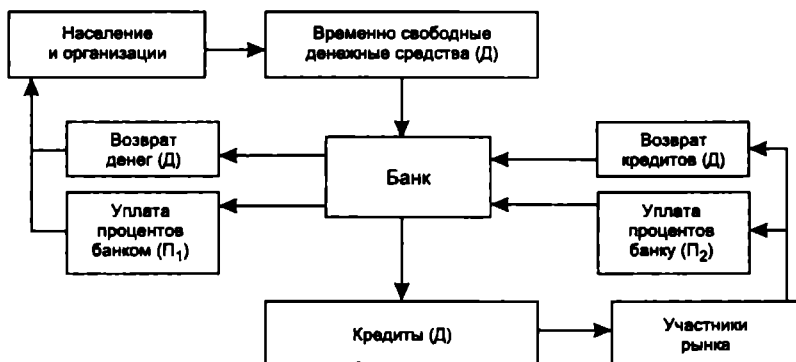 Население
и организации
Временно свободные
денежные средства (Д)
Возврат
денег (Д)
Банк
Возврат
кредитов (Д)
Уплата
процентов
банком (П₁)
Уплата
процентов
банку (П₂)
Кредиты (Д)
Участники
рынка